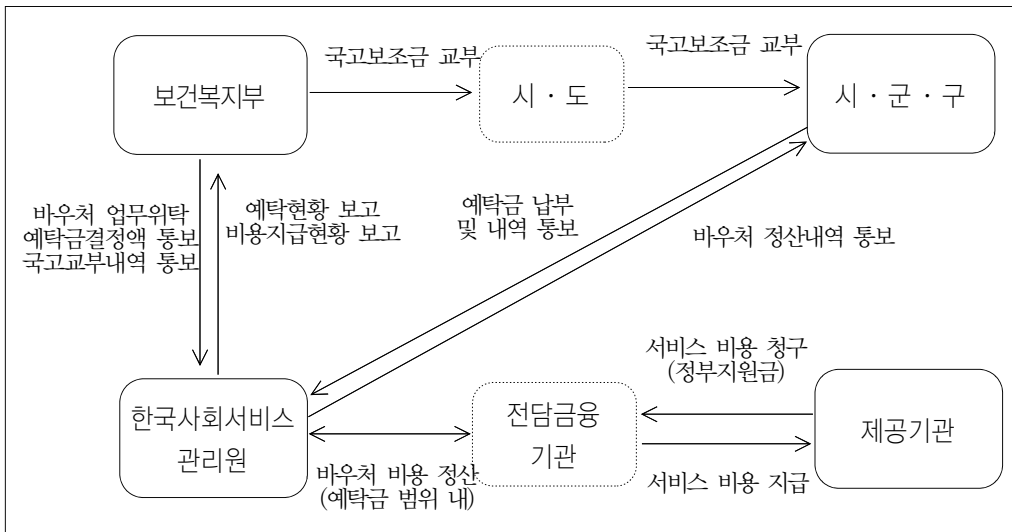 국고보조금 교부
국고보조금 교부
보건복지부
시 · 도
시 · 군 · 구
바우처 업무위탁
예탁금결정액 통보
국고교부내역 통보
예탁현황 보고
비용지급현황 보고
예탁금 납부
및 내역 통보
바우처 정산내역 통보
서비스 비용 청구
(정부지원금)
한국사회서비스
관리원
전담금융
기관
제공기관
바우처 비용 정산
(예탁금 범위 내)
서비스 비용 지급